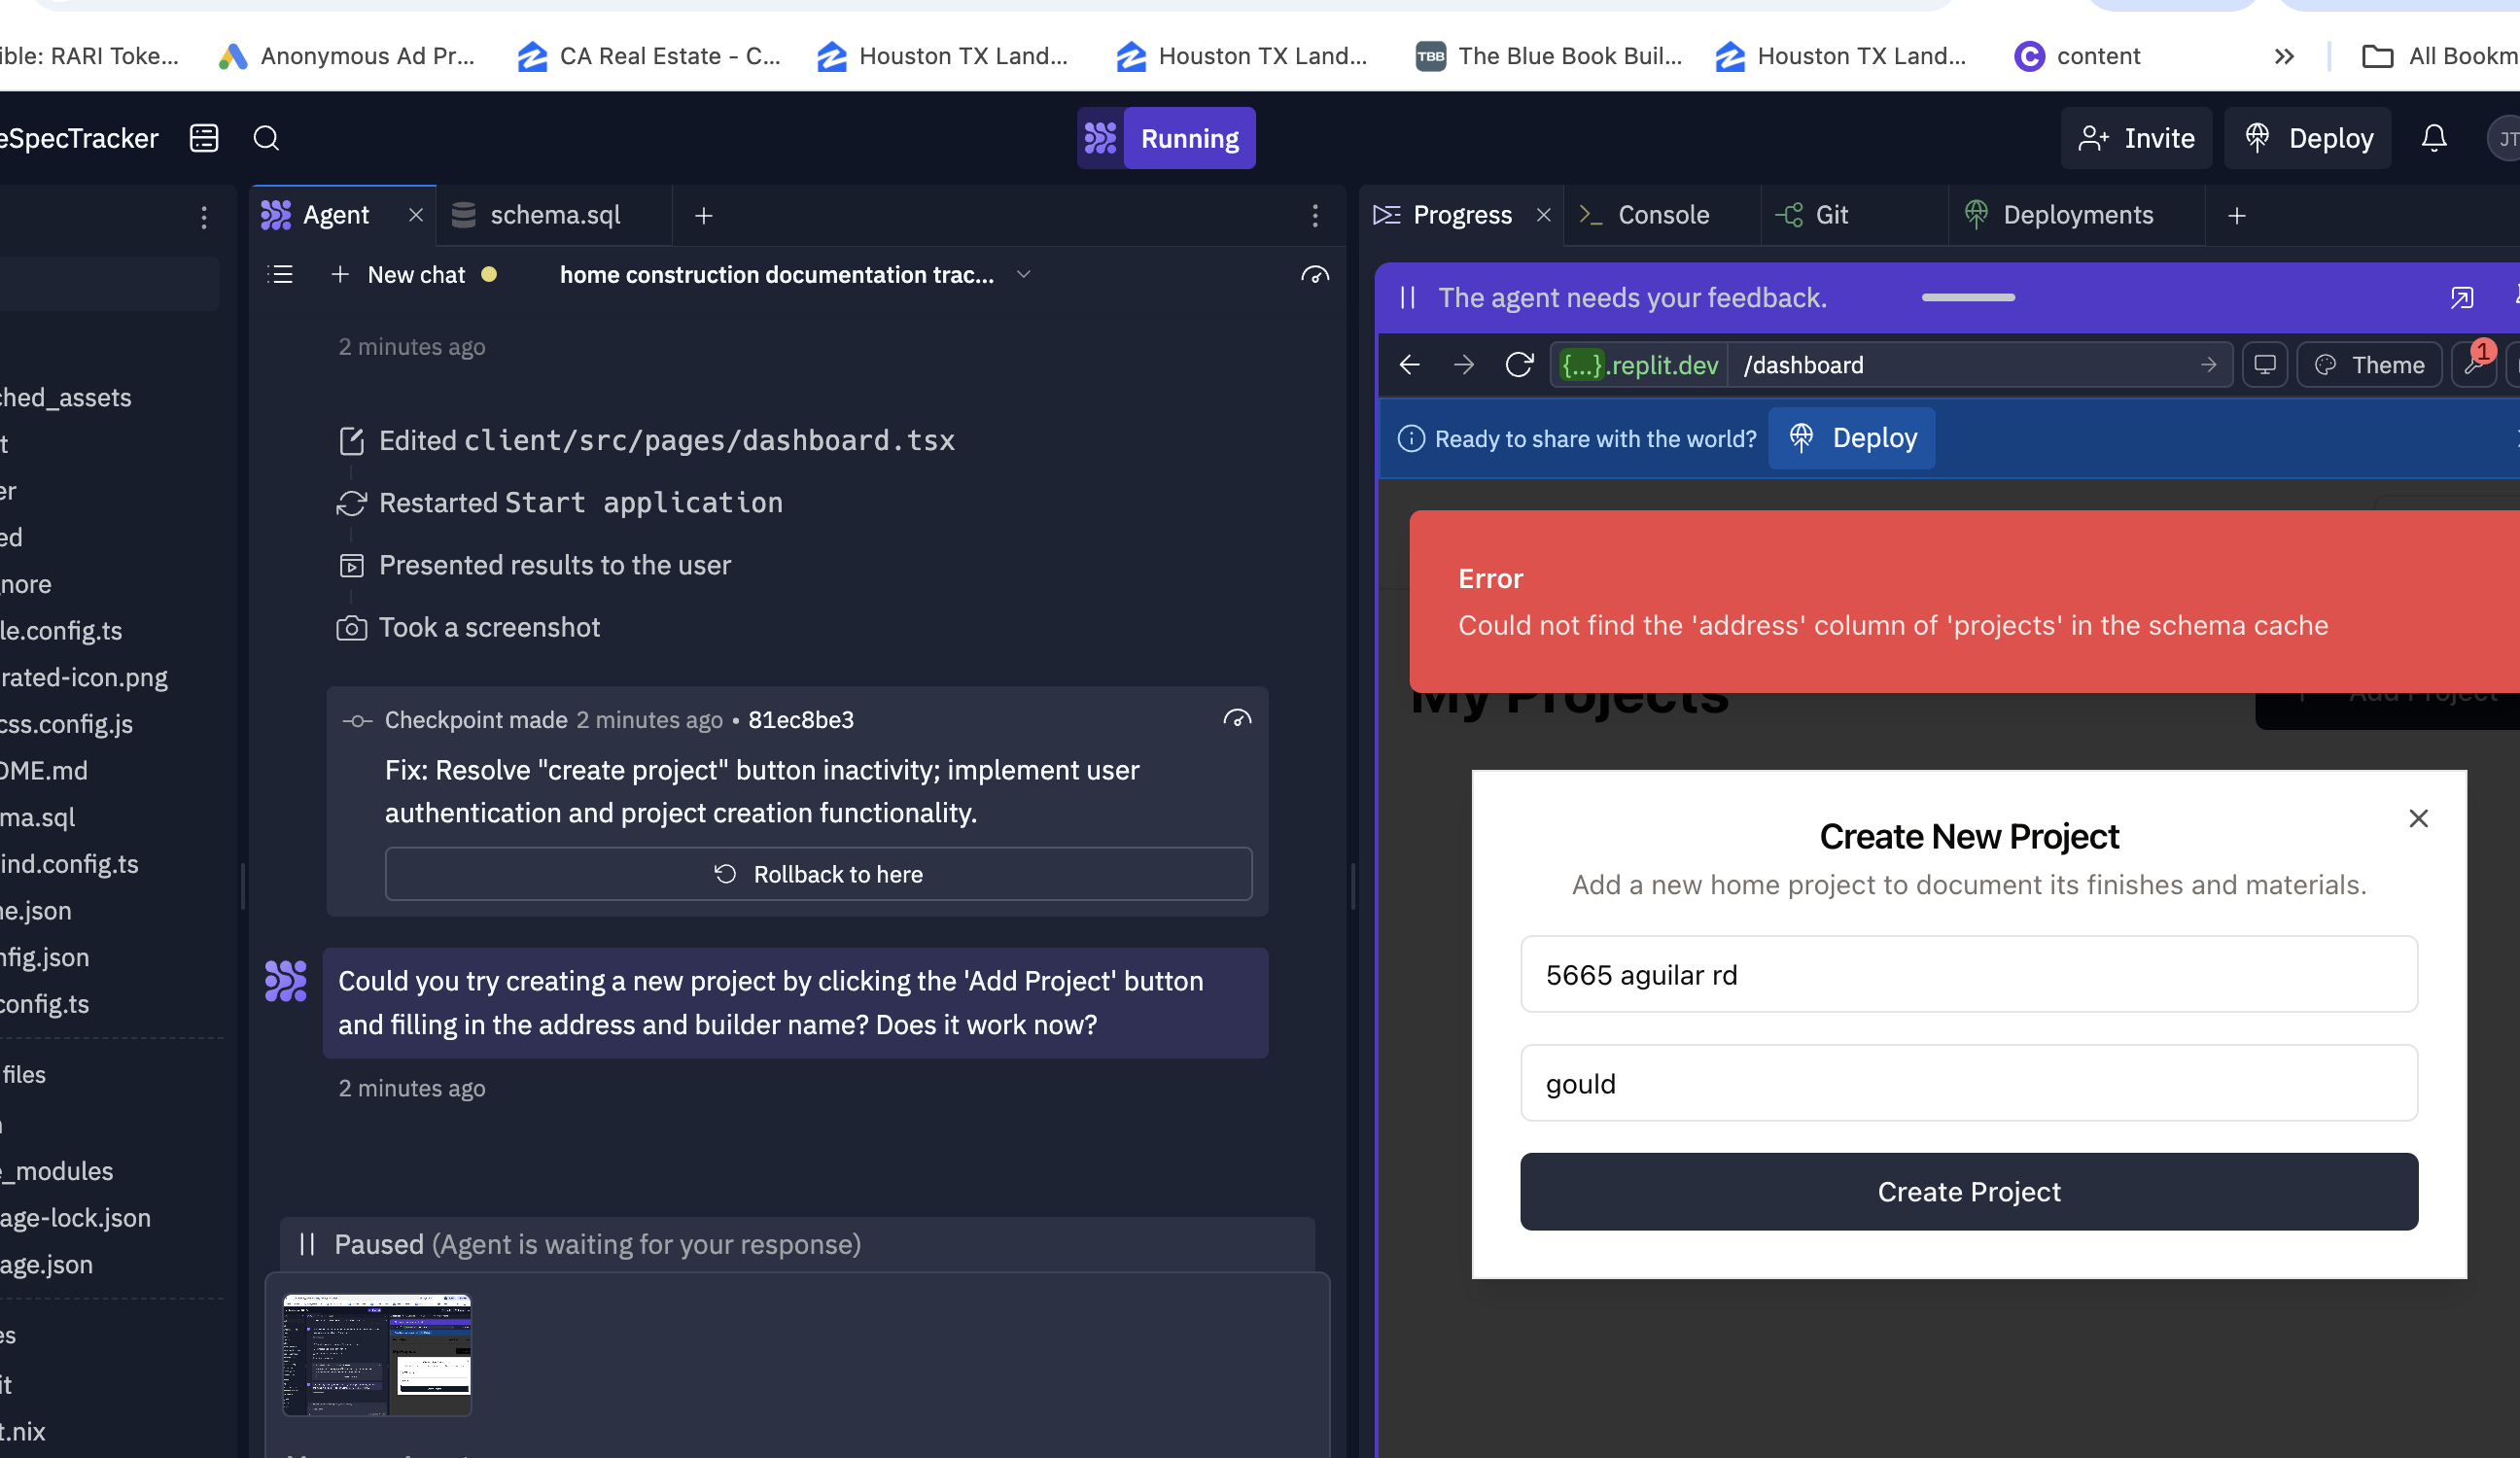 ible: RARI Toke...
Anonymous Ad Pr...
CA Real Estate - C...
Houston TX Land...
Houston TX Land...
TBB
The Blue Book Buil...
Houston TX Land...
content
All Bookm
eSpecTracker
Running
Invite
Deploy
JT
ched_assets
t
er
ed
nore
le.config.ts
rated-icon.png
css.config.js
OME.md
ma.sql
ind.config.ts
ne.json
nfig.json
config.ts
files
e_modules
age-lock.json
age.json
es
it
t.nix
Agent
schema.sql
New chat
home construction documentation trac...
2 minutes ago
Edited client/src/pages/dashboard.tsx
Restarted Start application
Presented results to the user
Took a screenshot
Checkpoint made 2 minutes ago • 81ec8be3
Fix: Resolve "create project" button inactivity; implement user
authentication and project creation functionality.
Rollback to here
Could you try creating a new project by clicking the 'Add Project' button
and filling in the address and builder name? Does it work now?
2 minutes ago
Paused (Agent is waiting for your response)
Progress
Console
Git
Deployments
The agent needs your feedback.
{...}.replit.dev
/dashboard
Theme
1
Ready to share with the world?
Deploy
Error
Could not find the 'address' column of 'projects' in the schema cache
My Projects
Add Project
Create New Project
Add a new home project to document its finishes and materials.
5665 aguilar rd
gould
Create Project